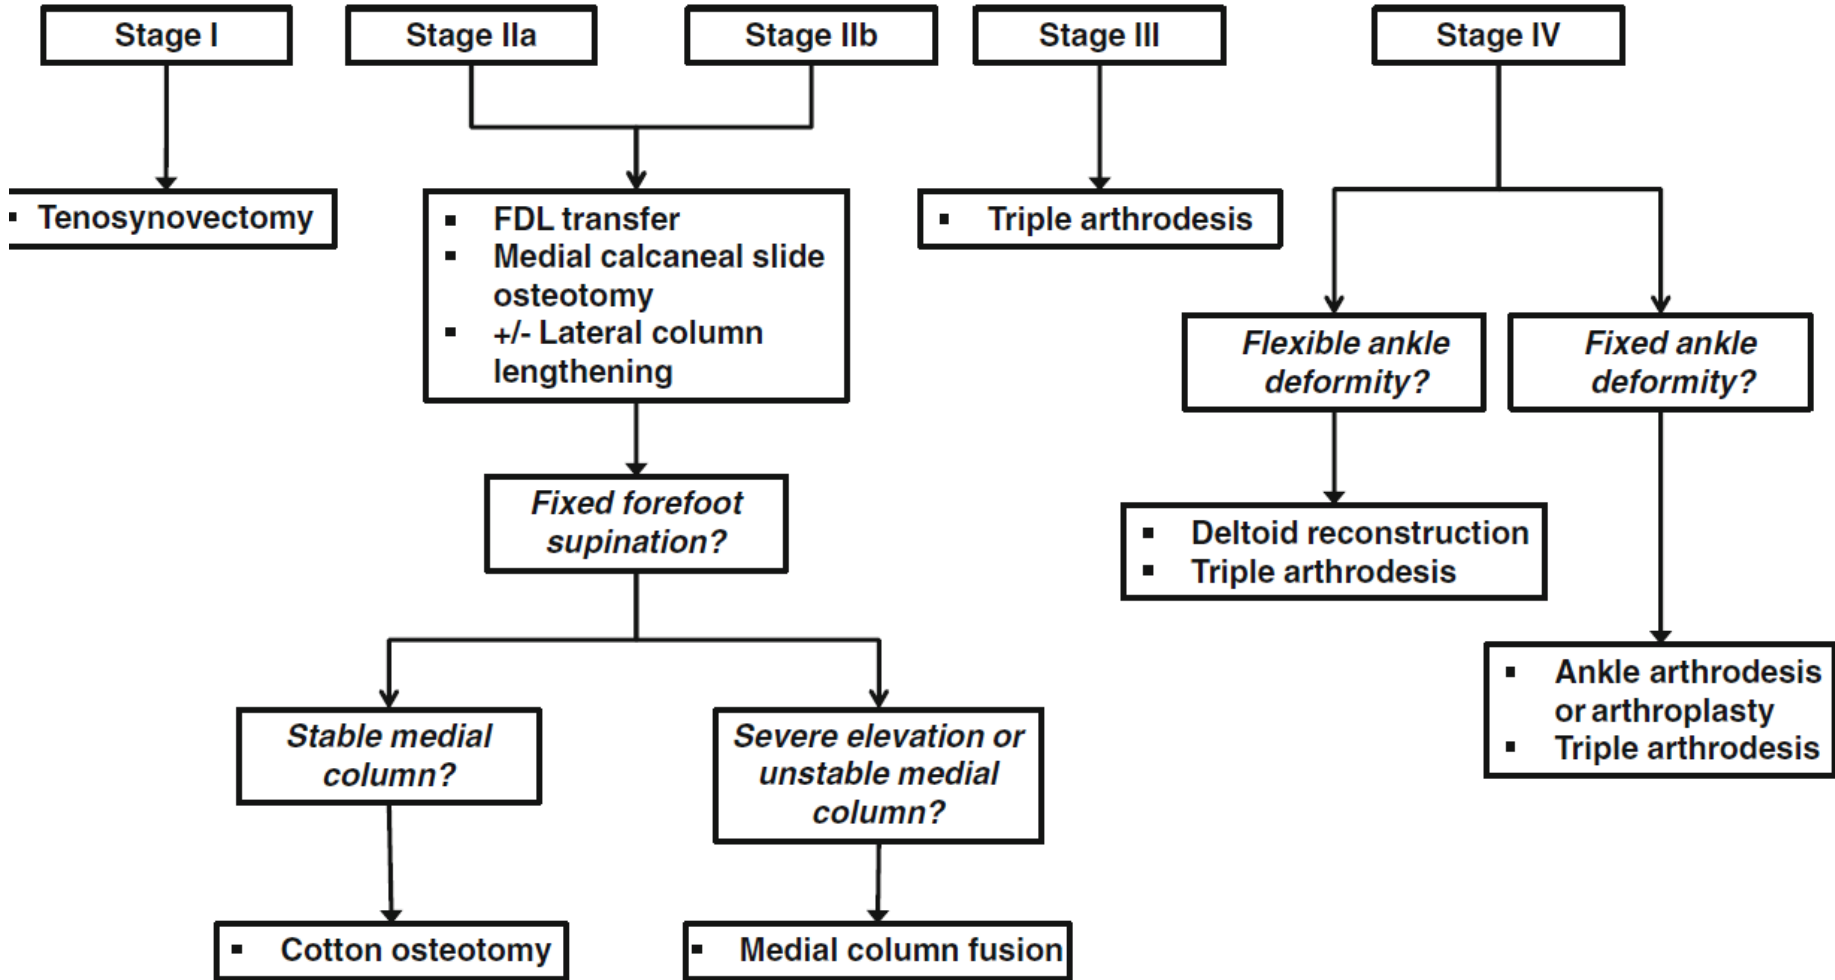 Stage I
Stage IIa
Stage IIb
Stage III
Stage IV
▪ Tenosynovectomy
▪ FDL transfer
▪ Medial calcaneal slide
osteotomy
▪ +/- Lateral column
lengthening
▪ Triple arthrodesis
Flexible ankle
deformity?
Fixed ankle
deformity?
Fixed forefoot
supination?
▪ Deltoid reconstruction
▪ Triple arthrodesis
▪ Ankle arthrodesis
or arthroplasty
▪ Triple arthrodesis
Stable medial
column?
Severe elevation or
unstable medial
column?
▪ Cotton osteotomy
▪ Medial column fusion